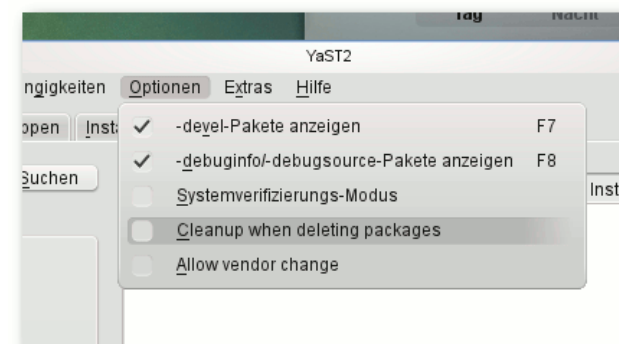 Tag Nacht
YaST2
ngigkeiten Optionen Extras Hilfe
ppen Inst
-devel-Pakete anzeigen F7
-debuginfo/-debugsource-Pakete anzeigen F8
Suchen
Systemverifizierungs-Modus
Inst
Cleanup when deleting packages
Allow vendor change